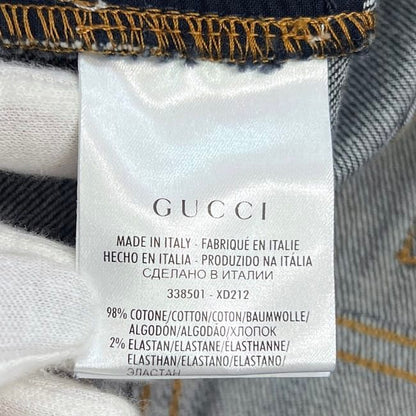 GUCCI
MADE IN ITALY - FABRIQUÉ EN ITALIE
HECHO EN ITALIA - PRODUZIDO NA ITÁLIA
СДЕЛАНО В ИТАЛИИ
338501 - XD212
98% COTONE/COTTON/COTON/BAUMWOLLE/
ALGODÓN/ALGODÃO/ХЛОПОК
2% ELASTAN/ELASTANE/ELASTHANNE/
ELASTHAN/ELASTANO/ELASTANO/
ЭЛАСТАН